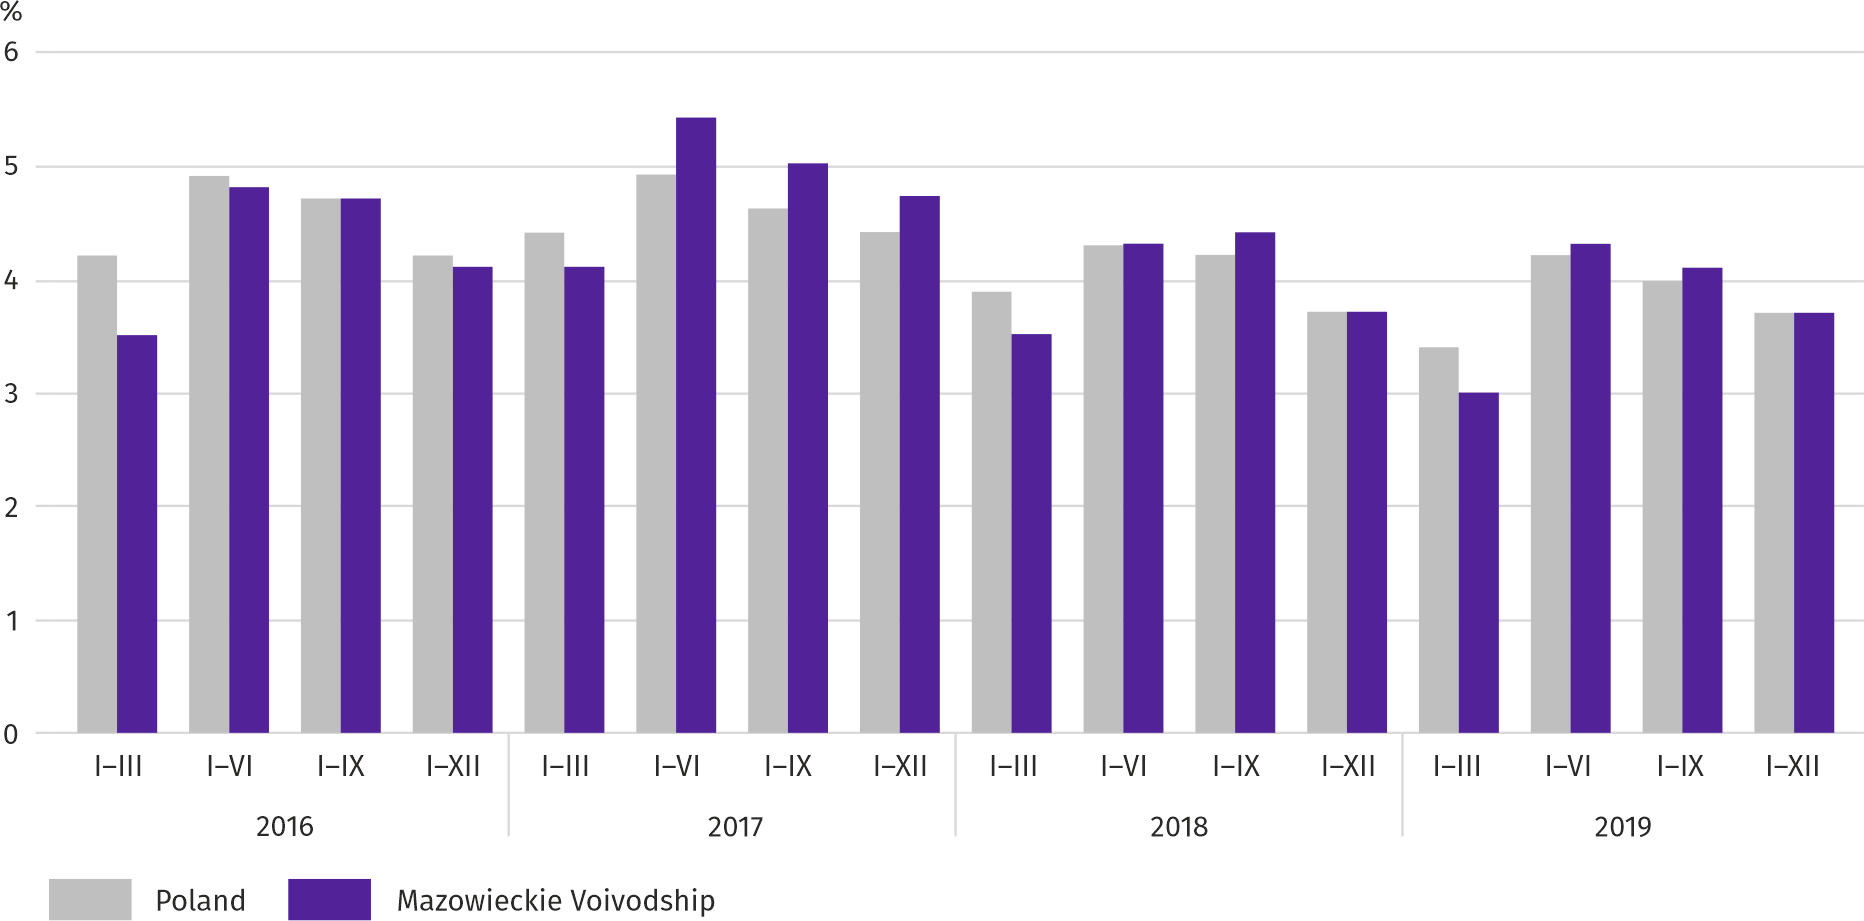 %
6
5
4
3
2
1
0
I–III I–VI I–IX I–XII I–III I–VI I–IX I–XII I–III I–VI I–IX I–XII I–III I–VI I–IX I–XII
2016 2017 2018 2019
Poland Mazowieckie Voivodship